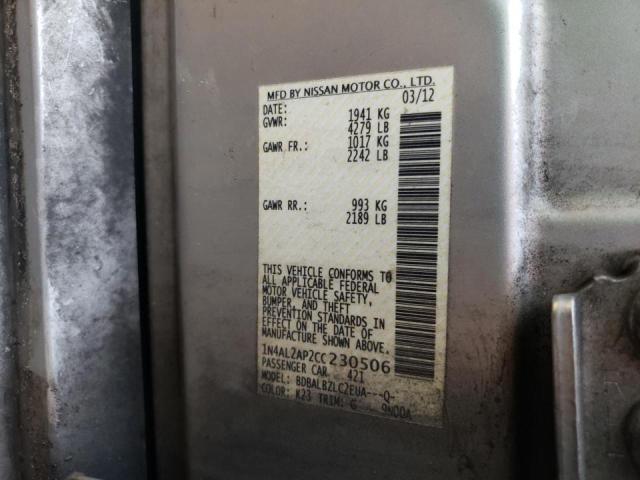 MFD BY NISSAN MOTOR CO., LTD.
DATE: 03/12
GVWR: 1941 KG
4279 LB
GAWR FR.: 1017 KG
2242 LB
GAWR RR.: 993 KG
2189 LB
THIS VEHICLE CONFORMS TO
ALL APPLICABLE FEDERAL
MOTOR VEHICLE SAFETY,
BUMPER, AND THEFT
PREVENTION STANDARDS IN
EFFECT ON THE DATE OF
MANUFACTURE SHOWN ABOVE.
1N4AL2AP2CC230506
PASSENGER CAR 421
MODEL: BDBALBZLC2EUA---Q-
COLOR: K23 TRIM: G 9N00A